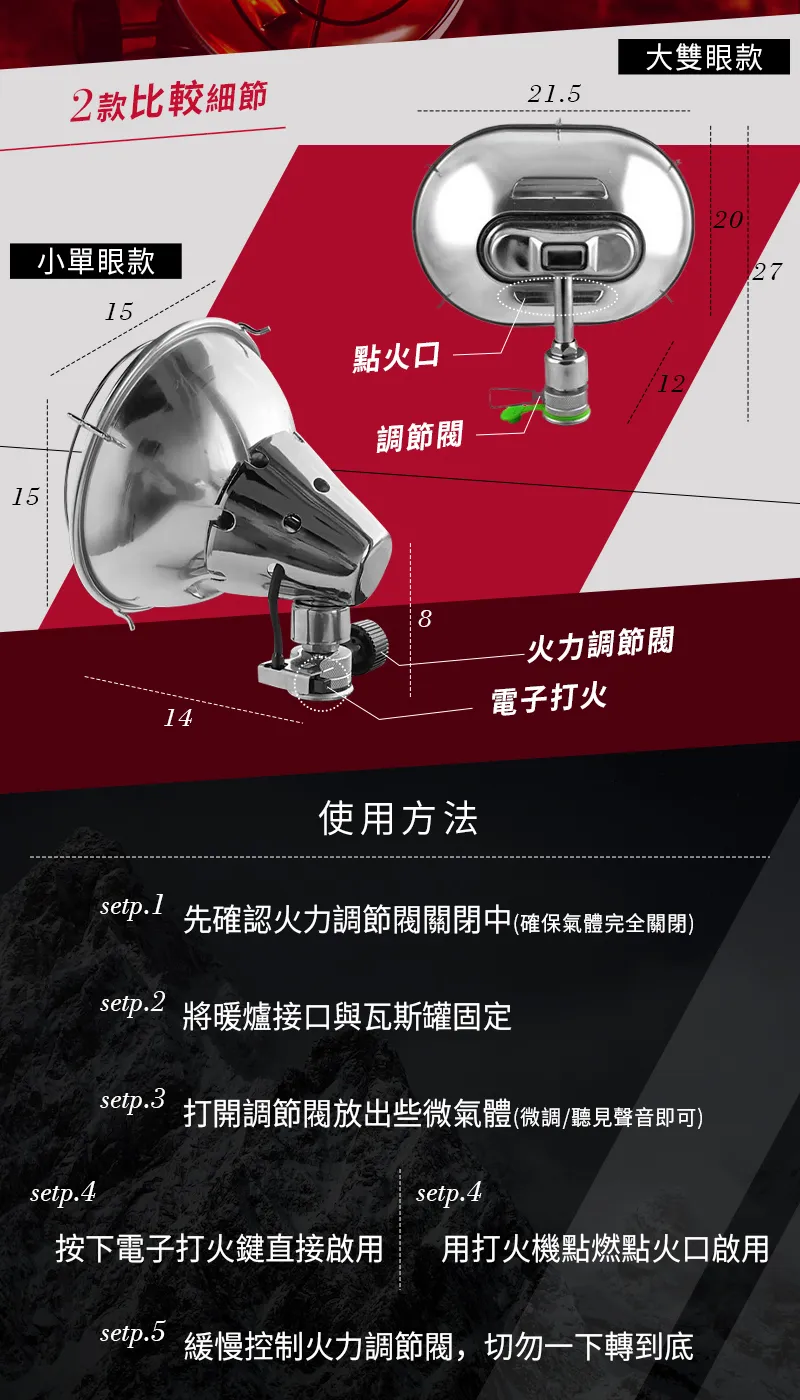 2款比較細節
大雙眼款
21.5
20
27
小單眼款
15
點火口
12
調節閥
15
8
火力調節閥
電子打火
14
使用方法
setp.1 先確認火力調節閥關閉中(確保氣體完全關閉)
setp.2 將暖爐接口與瓦斯罐固定
setp.3 打開調節閥放出些微氣體(微調/聽見聲音即可)
setp.4
按下電子打火鍵直接啟用
setp.4
用打火機點燃點火口啟用
setp.5 緩慢控制火力調節閥，切勿一下轉到底